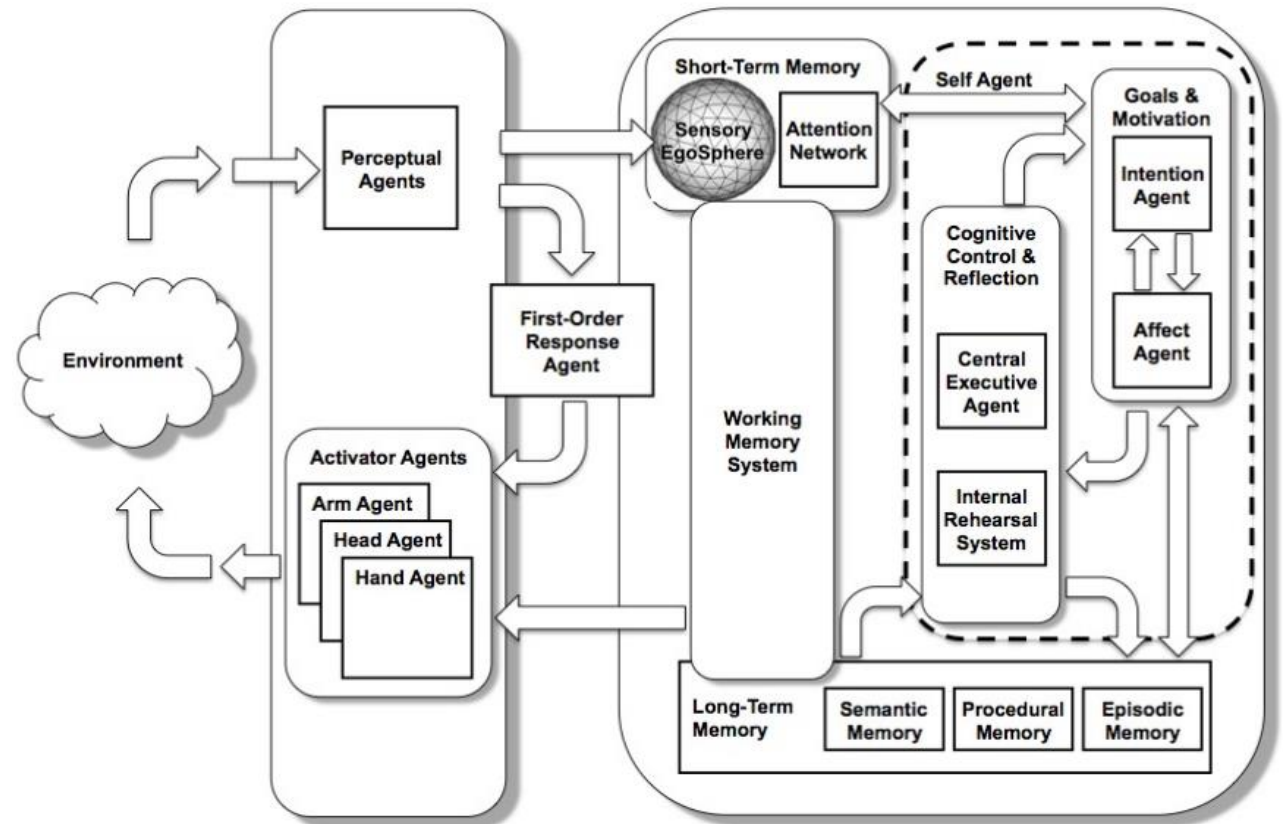 Short-Term Memory
Sensory
EgoSphere
Attention
Network
Self Agent
Goals &
Motivation
Intention
Agent
Affect
Agent
Perceptual
Agents
Cognitive
Control &
Reflection
Central
Executive
Agent
Internal
Rehearsal
System
First-Order
Response
Agent
Environment
Working
Memory
System
Activator Agents
Arm Agent
Head Agent
Hand Agent
Long-Term
Memory
Semantic
Memory
Procedural
Memory
Episodic
Memory